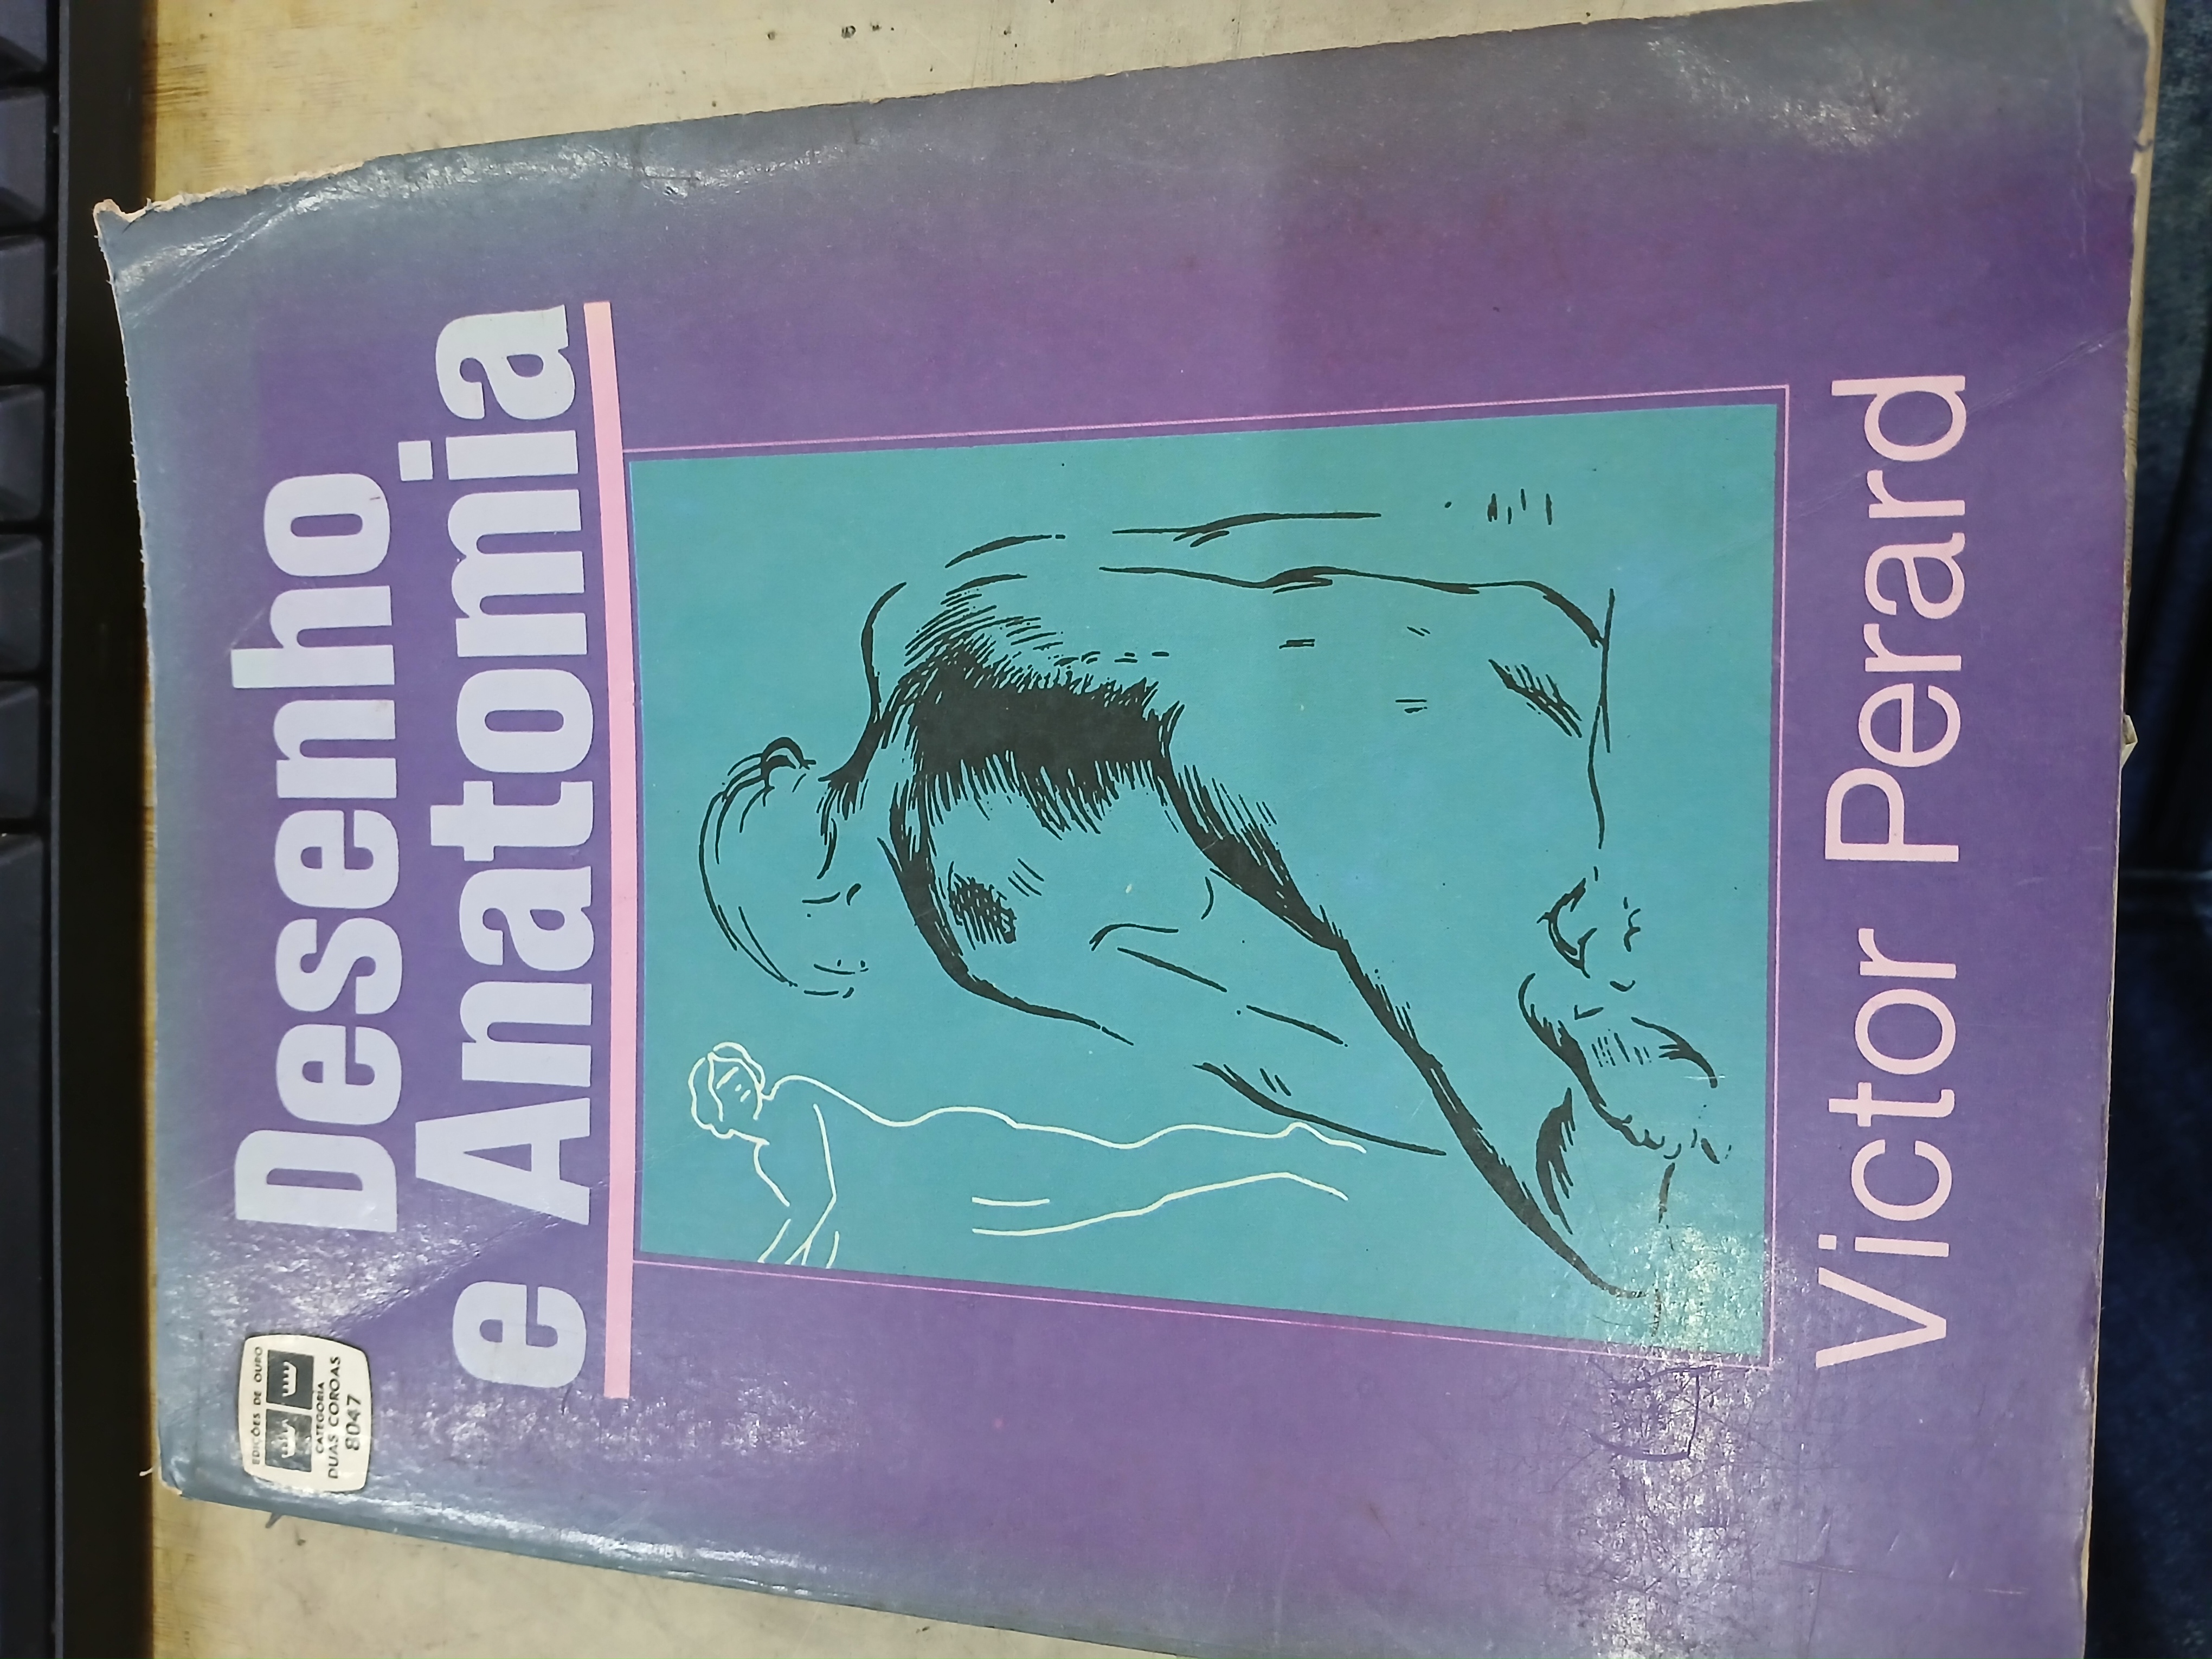 EDIÇÕES DE OURO
CATEGORIA
DUAS COROAS
8047
Desenho
e Anatomia
Victor Perard